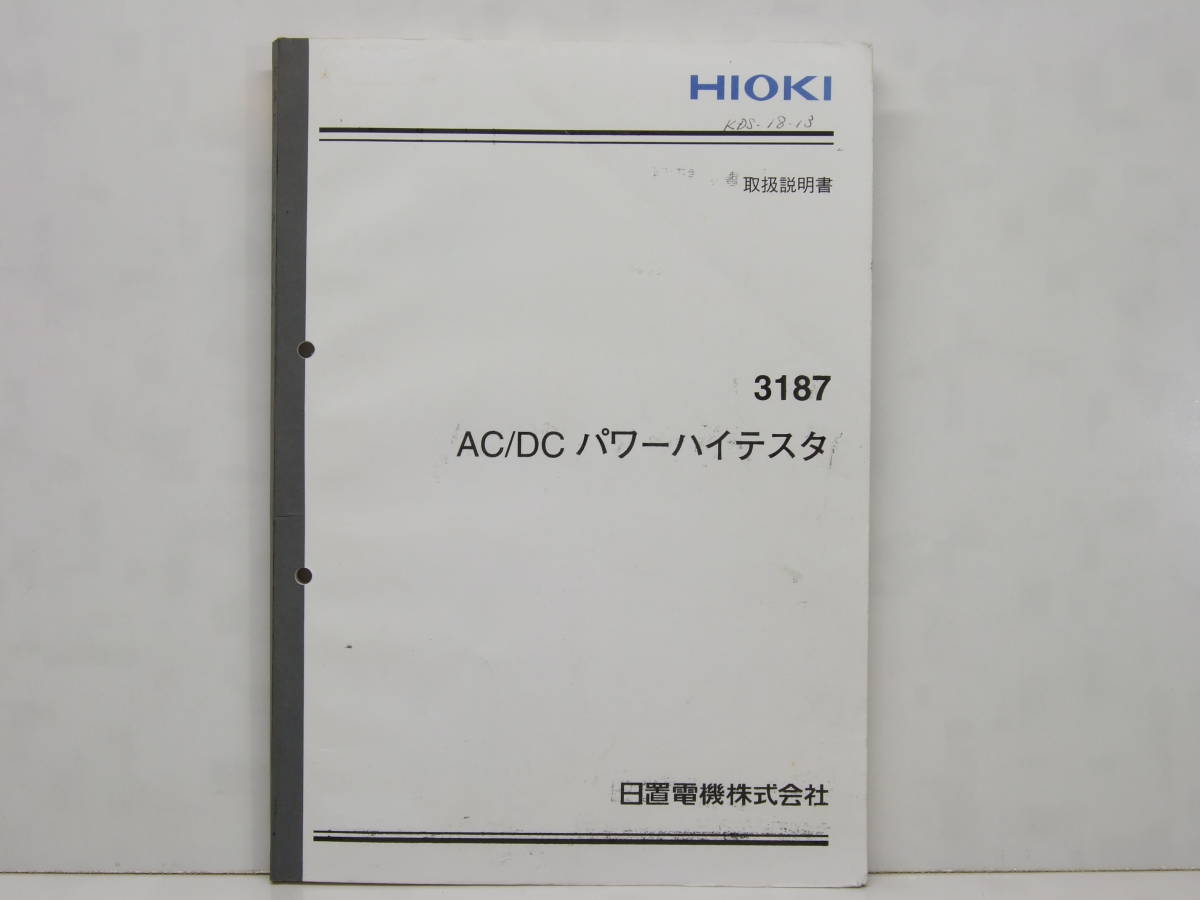 HIOKI
KDS-18-13
取扱説明書
3187
AC/DC パワーハイテスタ
日置電機株式会社